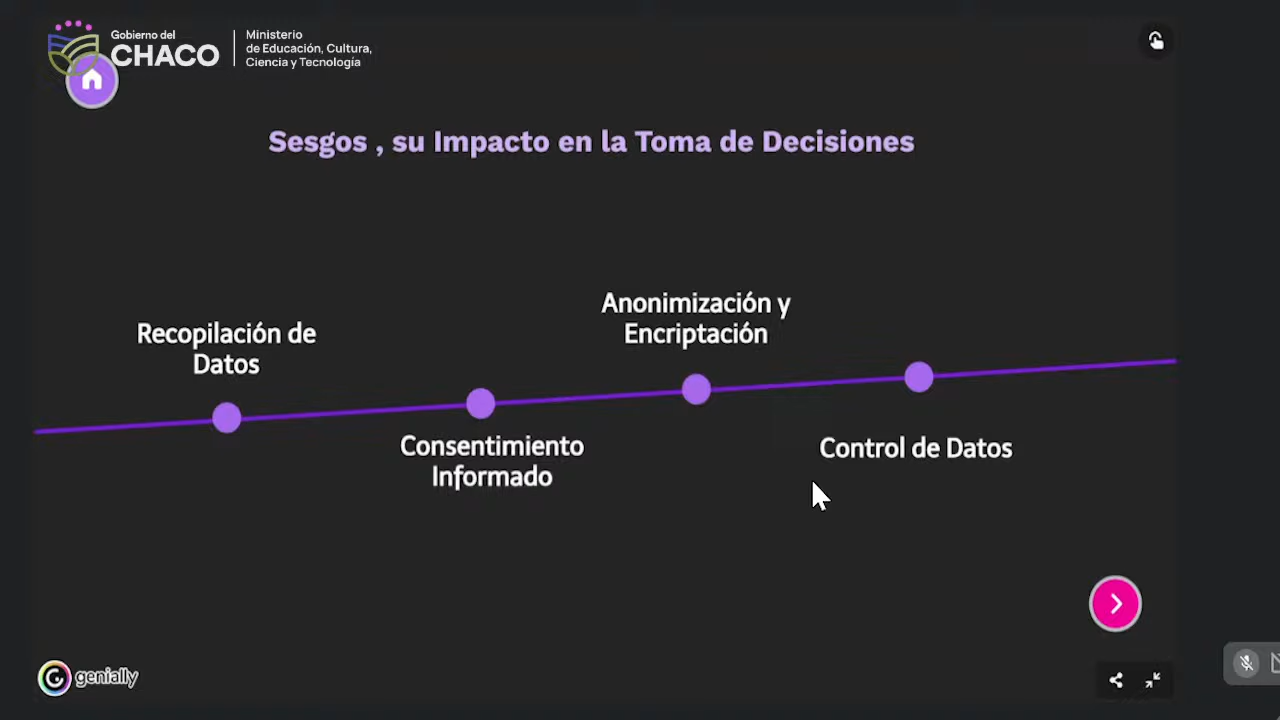 Gobierno del
CHACO
Ministerio
de Educación, Cultura,
Ciencia y Tecnología
Sesgos , su Impacto en la Toma de Decisiones
Anonimización y
Encriptación
Recopilación de
Datos
Consentimiento
Informado
Control de Datos
genially